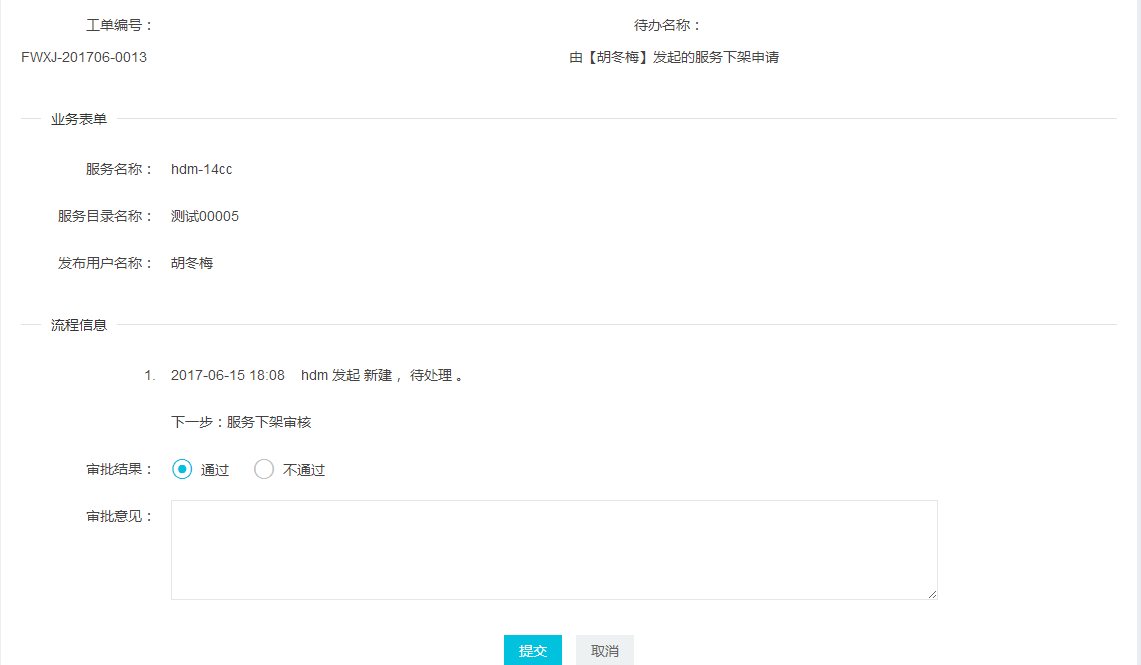 工单编号： 待办名称：
FWXJ-201706-0013 由【胡冬梅】发起的服务下架申请
业务表单
服务名称： hdm-14cc
服务目录名称： 测试00005
发布用户名称： 胡冬梅
流程信息
1. 2017-06-15 18:08 hdm 发起 新建 ， 待处理 。
下一步：服务下架审核
审批结果： 通过 不通过
审批意见：
提交 取消